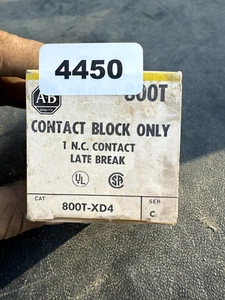 4450
AB
800T
CONTACT BLOCK ONLY
1 N.C. CONTACT
LATE BREAK
UL SA
CAT SER
800T-XD4 C